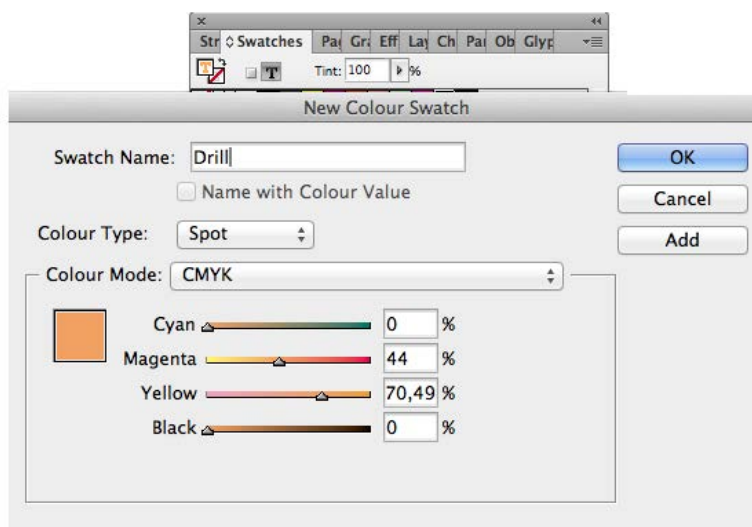 Str Swatches Pa Gr Eff La Ch Pa Ob Glyp
T T Tint: 100 %
New Colour Swatch
Swatch Name: Drill OK
Name with Colour Value Cancel
Colour Type: Spot Add
Colour Mode: CMYK
Cyan 0 %
Magenta 44 %
Yellow 70,49 %
Black 0 %